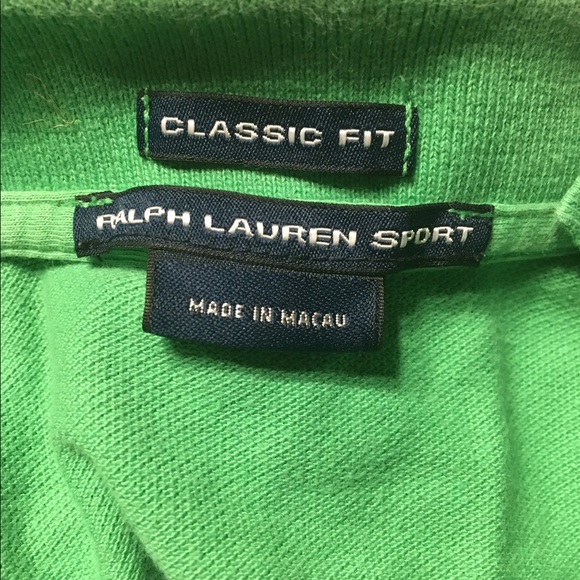 CLASSIC FIT
RALPH LAUREN SPORT
MADE IN MACAU